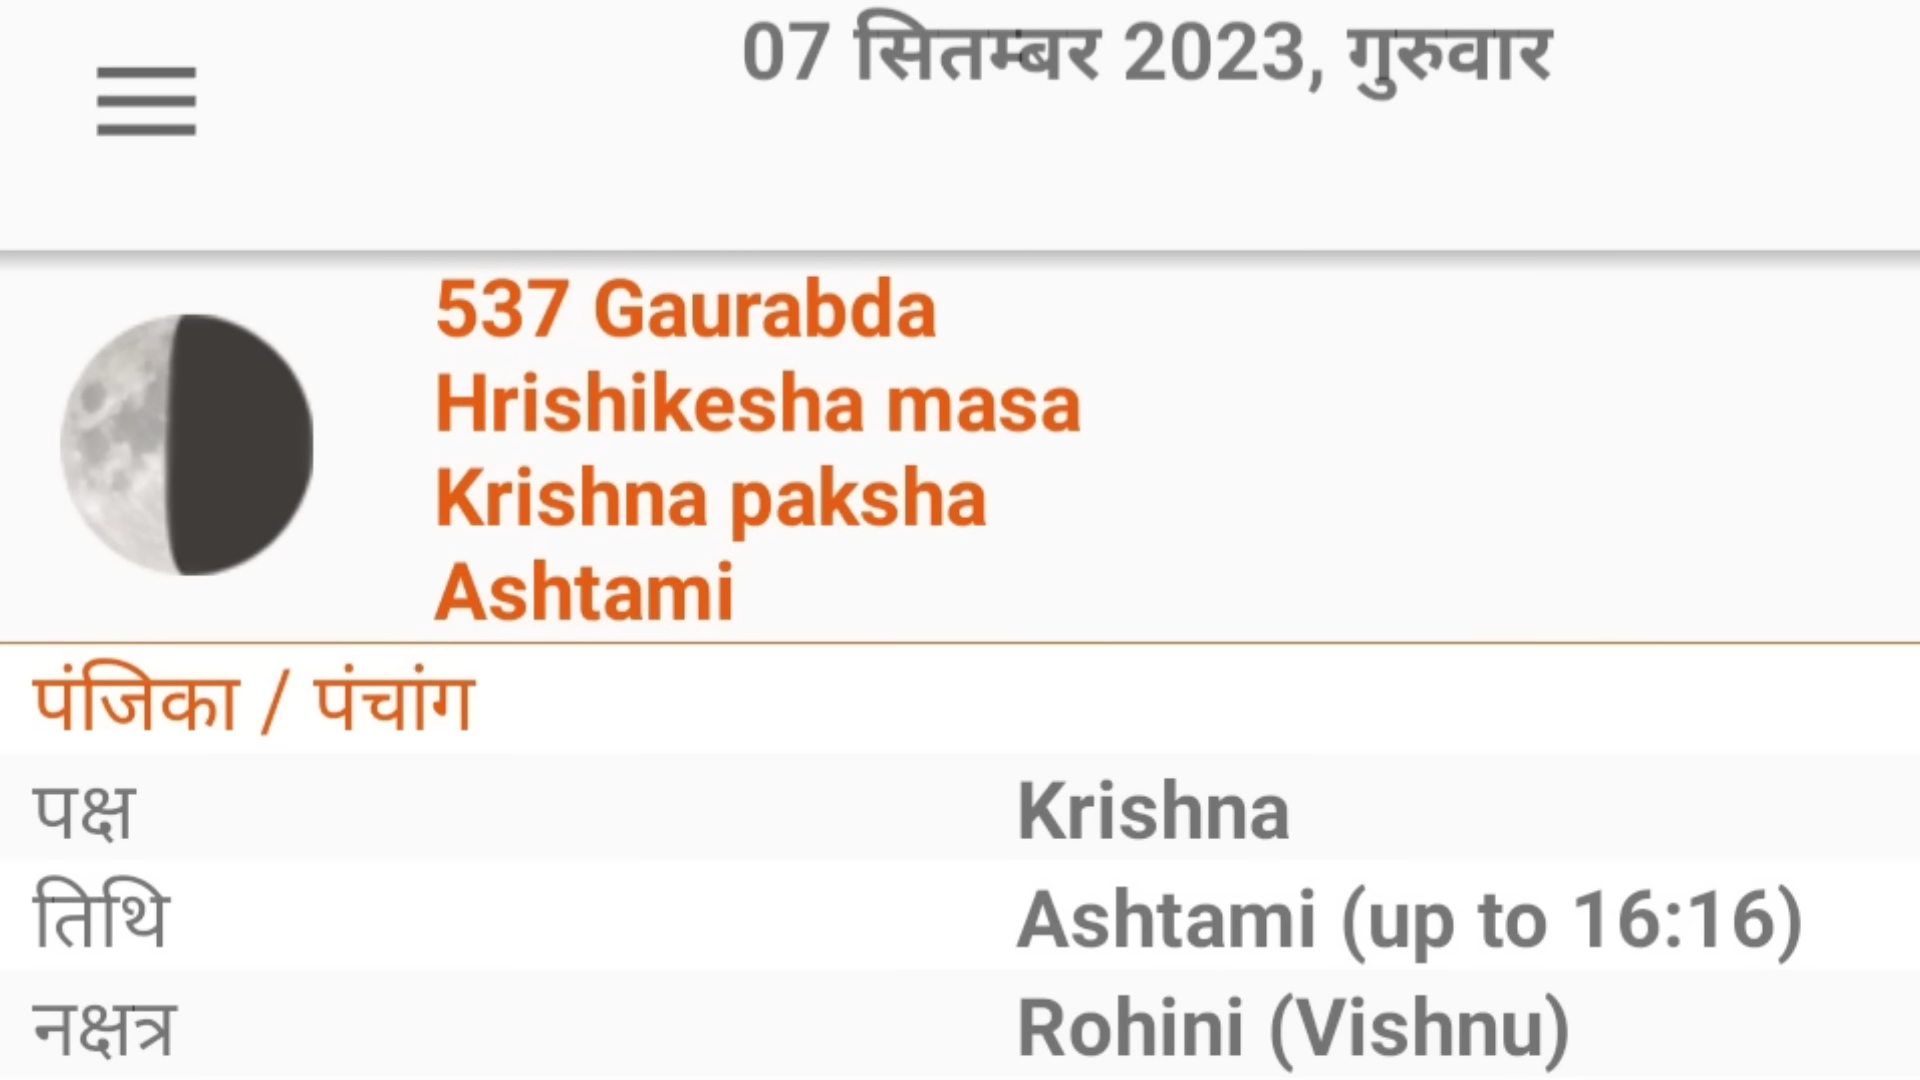 07 सितम्बर 2023, गुरुवार
537 Gaurabda
Hrishikesha masa
Krishna paksha
Ashtami
पंजिका / पंचांग
पक्ष Krishna
तिथि Ashtami (up to 16:16)
नक्षत्र Rohini (Vishnu)